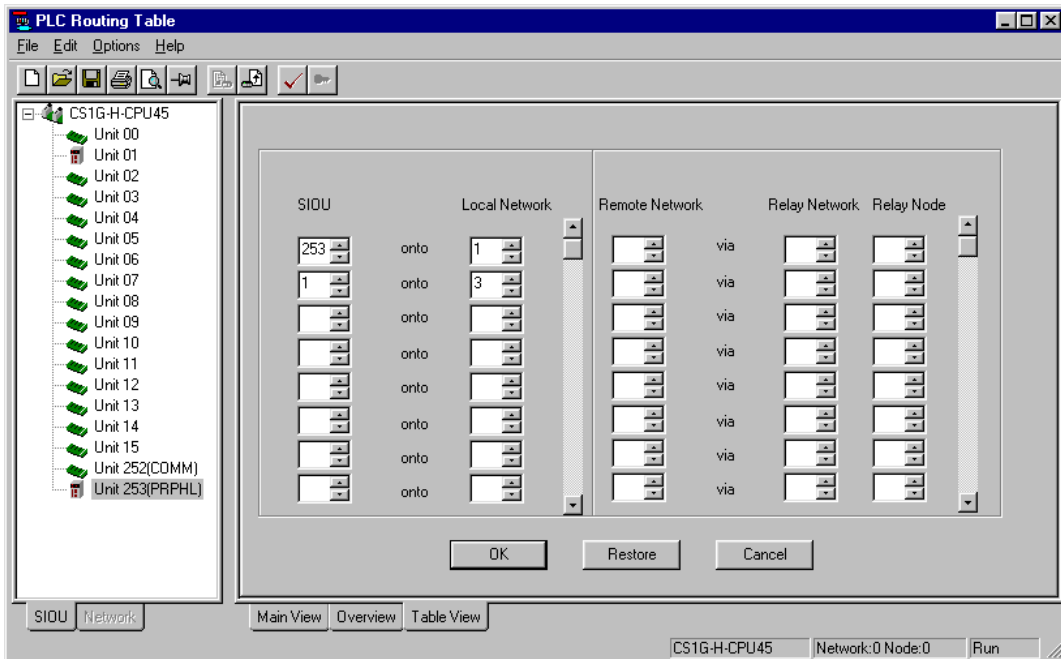 PLC Routing Table
File Edit Options Help
CS1G-H-CPU45
Unit 00
Unit 01
Unit 02
Unit 03
Unit 04
Unit 05
Unit 06
Unit 07
Unit 08
Unit 09
Unit 10
Unit 11
Unit 12
Unit 13
Unit 14
Unit 15
Unit 252(COMM)
Unit 253(PRPHL)
SIOU Network
SIOU Local Network Remote Network Relay Network Relay Node
253 onto 1 via
1 onto 3 via
onto via
onto via
onto via
onto via
onto via
onto via
OK Restore Cancel
Main View Overview Table View
CS1G-H-CPU45 Network:0 Node:0 Run